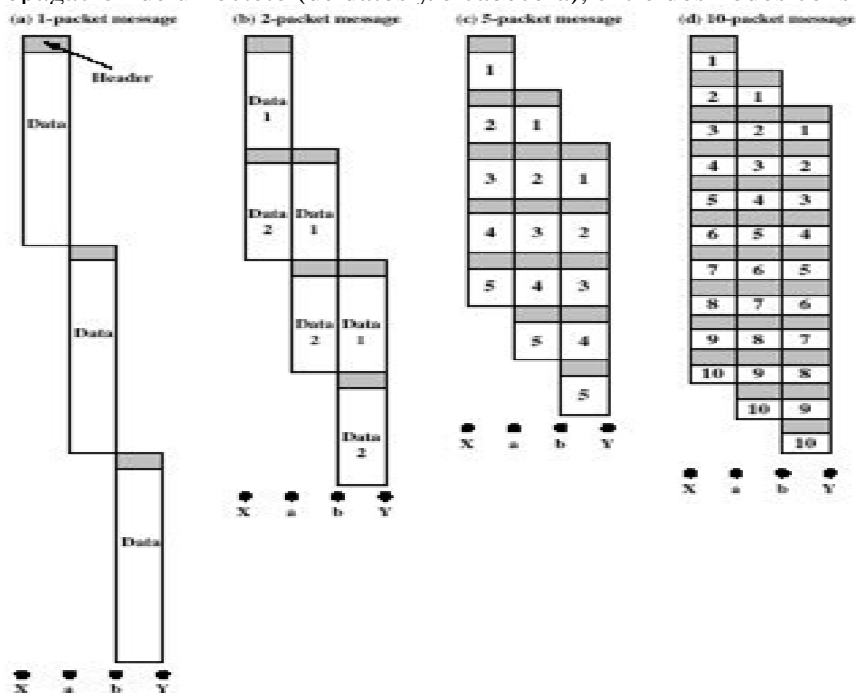 (a) 1-packet message
Header
Data
Data
Data
X a b Y
(b) 2-packet message
Data 1
Data 2
Data 1
Data 2
Data 1
Data 2
X a b Y
(c) 5-packet message
1
2 1
3 2 1
4 3 2
5 4 3
5 4
5
X a b Y
(d) 10-packet message
1
2 1
3 2 1
4 3 2
5 4 3
6 5 4
7 6 5
8 7 6
9 8 7
10 9 8
10 9
10
X a b Y